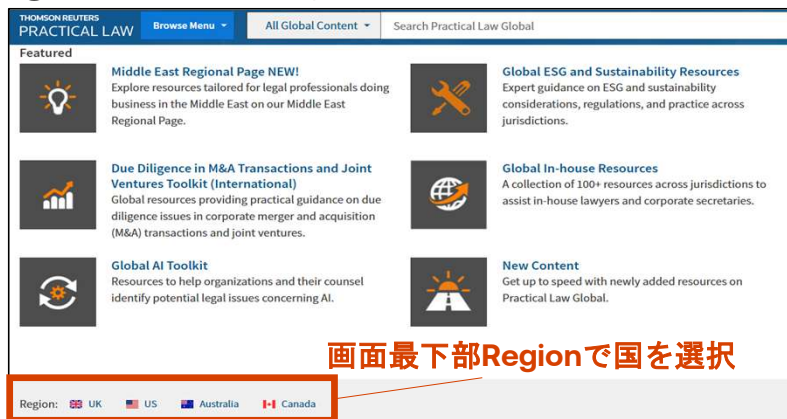 THOMSON REUTERS
PRACTICAL LAW
Browse Menu
All Global Content
Search Practical Law Global
Featured
Middle East Regional Page NEW!
Explore resources tailored for legal professionals doing
business in the Middle East on our Middle East
Regional Page.
Global ESG and Sustainability Resources
Expert guidance on ESG and sustainability
considerations, regulations, and practice across
jurisdictions.
Due Diligence in M&A Transactions and Joint
Ventures Toolkit (International)
Global resources providing practical guidance on due
diligence issues in corporate merger and acquisition
(M&A) transactions and joint ventures.
Global In-house Resources
A collection of 100+ resources across jurisdictions to
assist in-house lawyers and corporate secretaries.
Global AI Toolkit
Resources to help organizations and their counsel
identify potential legal issues concerning AI.
New Content
Get up to speed with newly added resources on
Practical Law Global.
画面最下部Regionで国を選択
Region: UK US Australia Canada